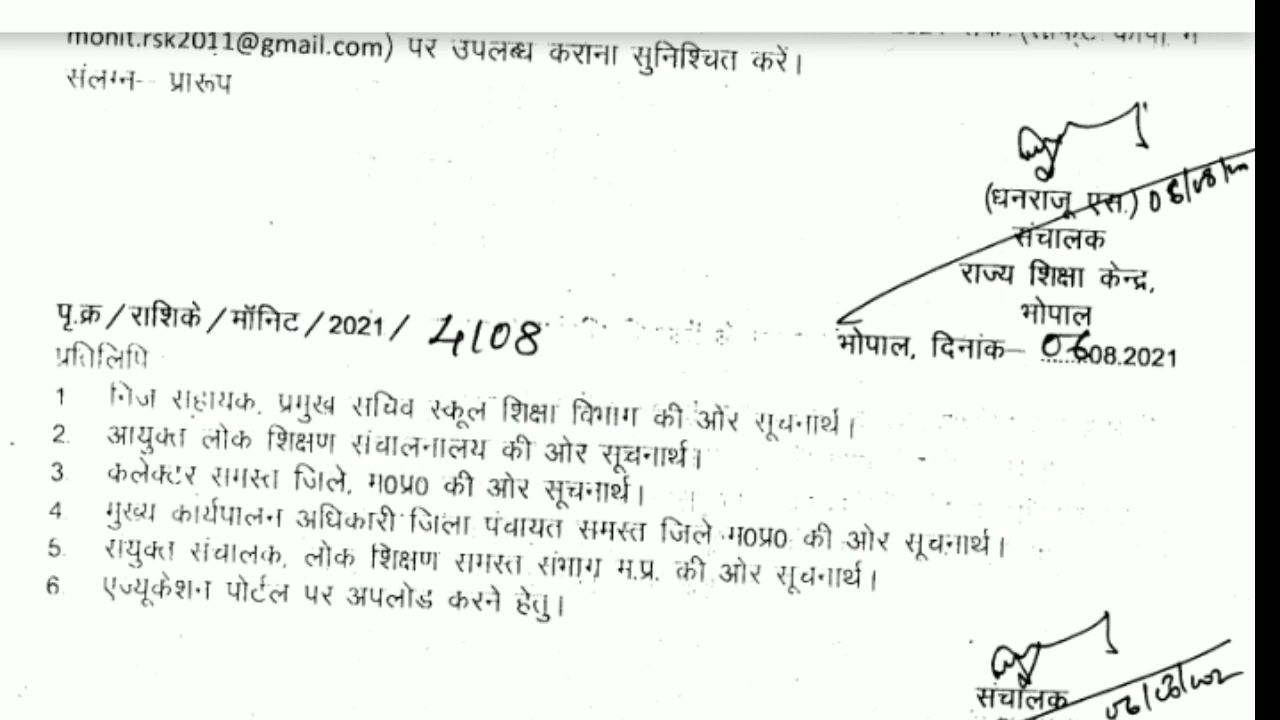 mohit.rsk2011@gmail.com) पर उपलब्ध कराना सुनिश्चित करें।
संलग्न-- प्रारूप
(धनराजू एस.)
संचालक
राज्य शिक्षा केन्द्र,
भोपाल
पृ.क्र/राशिके/मॉनिट/2021/ 4108
भोपाल, दिनांक– 06.08.2021
प्रतिलिपि
1 निज सहायक, प्रमुख सचिव स्कूल शिक्षा विभाग की ओर सूचनार्थ।
2. आयुक्त लोक शिक्षण संचालनालय की ओर सूचनार्थ।
3. कलेक्टर समस्त जिले, म0प्र0 की ओर सूचनार्थ।
4. मुख्य कार्यपालन अधिकारी जिला पंचायत समस्त जिले म0प्र0 की ओर सूचनार्थ।
5. संयुक्त संचालक, लोक शिक्षण समस्त संभाग म.प्र. की ओर सूचनार्थ।
6. एज्यूकेशन पोर्टल पर अपलोड करने हेतु।
संचालक